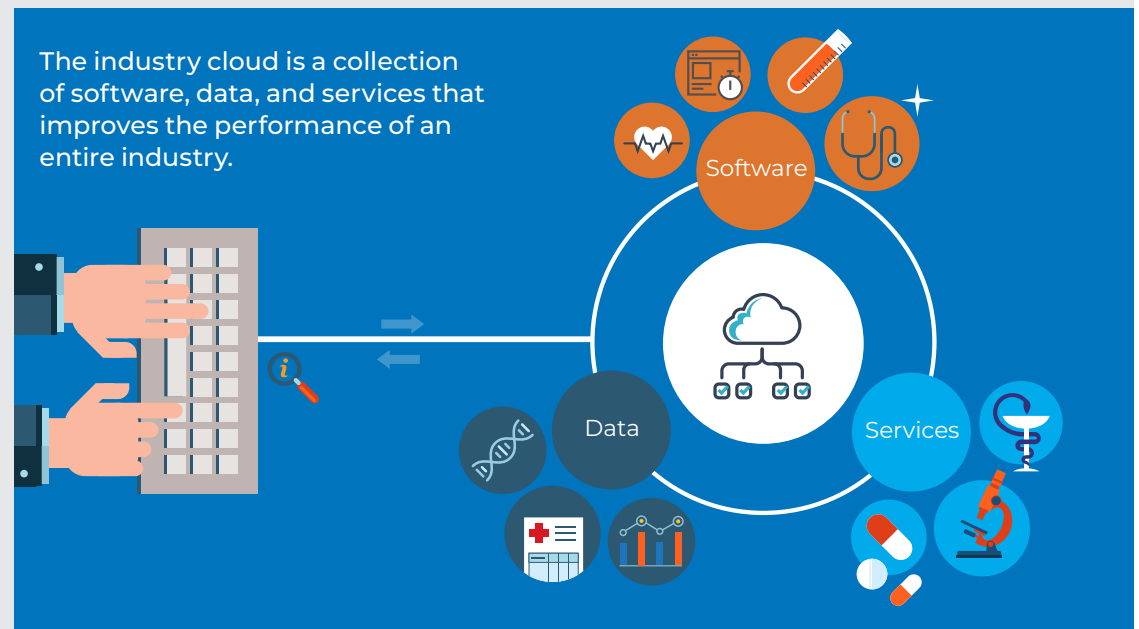 The industry cloud is a collection
of software, data, and services that
improves the performance of an
entire industry.
Software
i
Data
Services